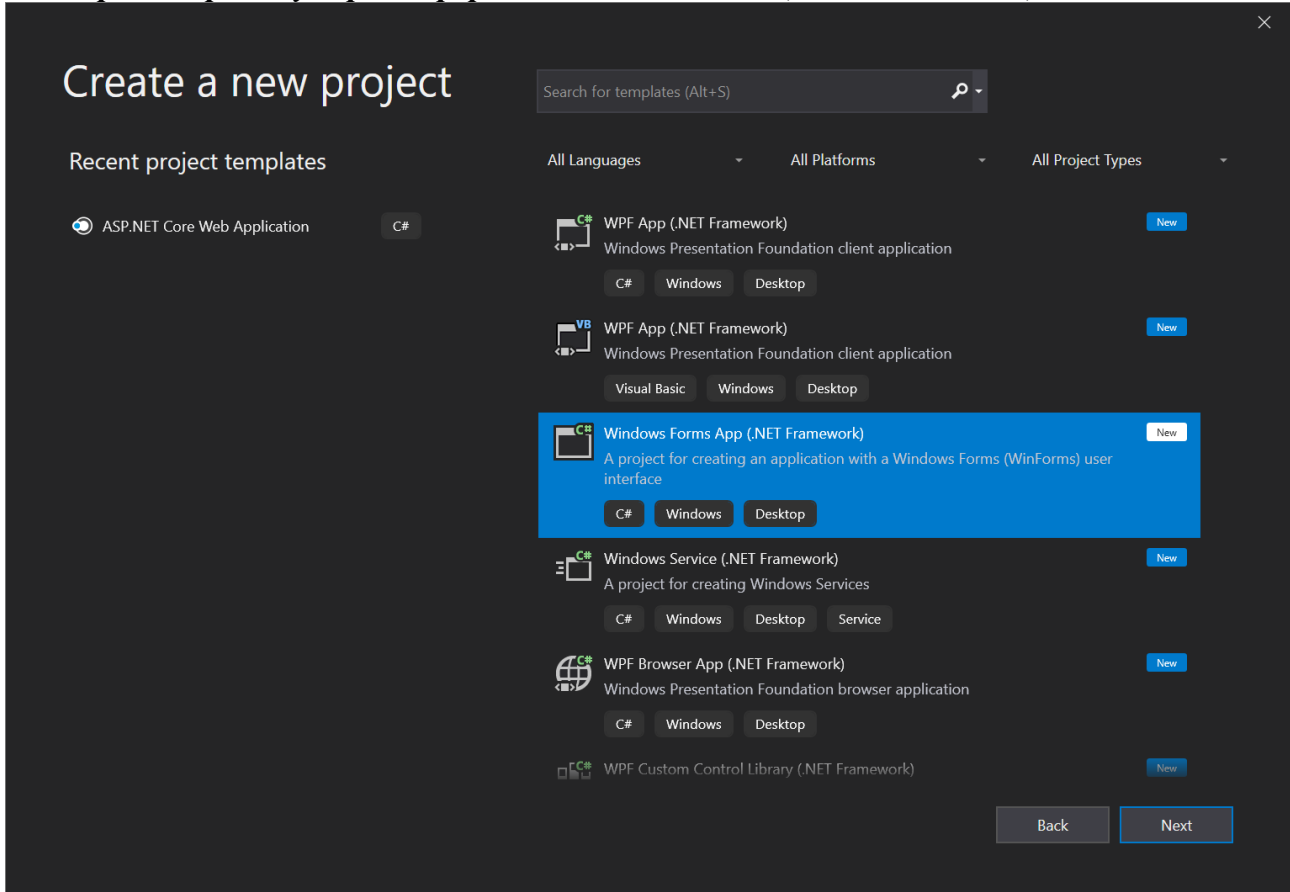 Create a new project
Search for templates (Alt+S)
Recent project templates
All Languages
All Platforms
All Project Types
ASP.NET Core Web Application
C#
C#
WPF App (.NET Framework)
New
Windows Presentation Foundation client application
C#
Windows
Desktop
VB
WPF App (.NET Framework)
New
Windows Presentation Foundation client application
Visual Basic
Windows
Desktop
C#
Windows Forms App (.NET Framework)
New
A project for creating an application with a Windows Forms (WinForms) user
interface
C#
Windows
Desktop
C#
Windows Service (.NET Framework)
New
A project for creating Windows Services
C#
Windows
Desktop
Service
C#
WPF Browser App (.NET Framework)
New
Windows Presentation Foundation browser application
C#
Windows
Desktop
C#
WPF Custom Control Library (.NET Framework)
New
Back
Next